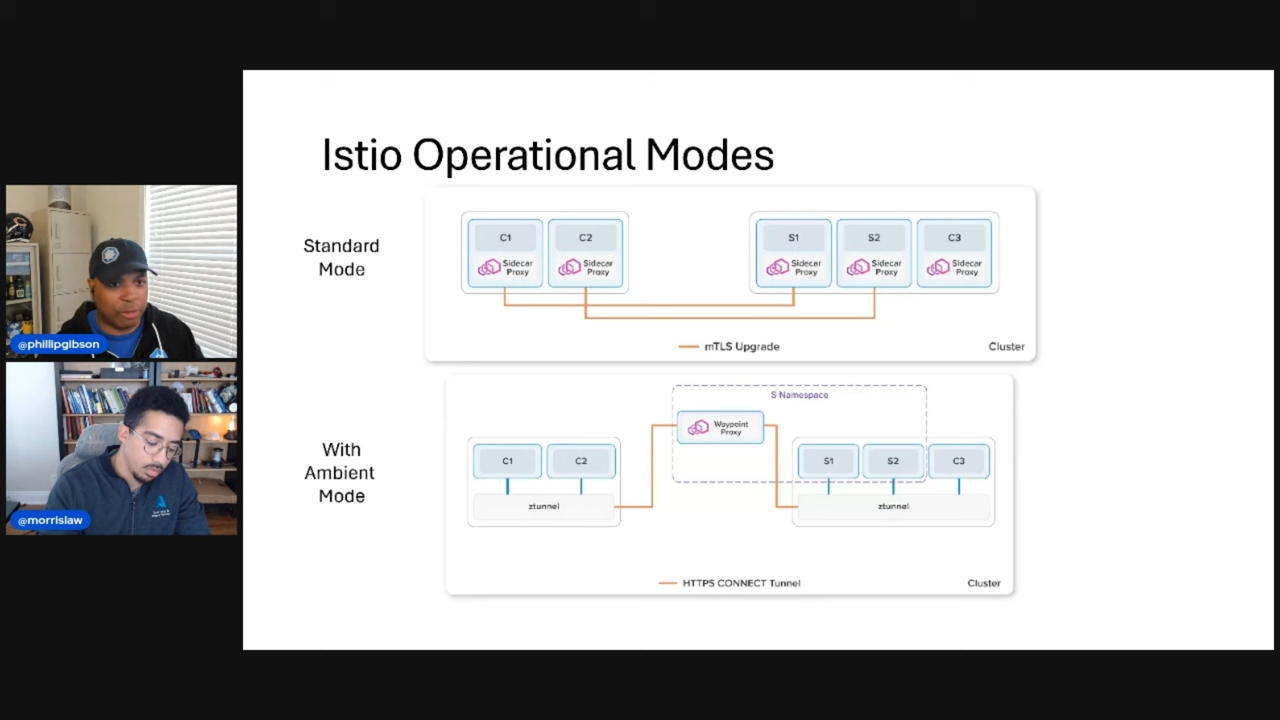 Istio Operational Modes
Standard
Mode
C1
C2
S1
S2
C3
Sidecar
Proxy
Sidecar
Proxy
Sidecar
Proxy
Sidecar
Proxy
Sidecar
Proxy
mTLS Upgrade
Cluster
With
Ambient
Mode
S Namespace
Waypoint
Proxy
C1
C2
S1
S2
C3
ztunnel
ztunnel
HTTPS CONNECT Tunnel
Cluster
@phillipgibson
@morrislaw